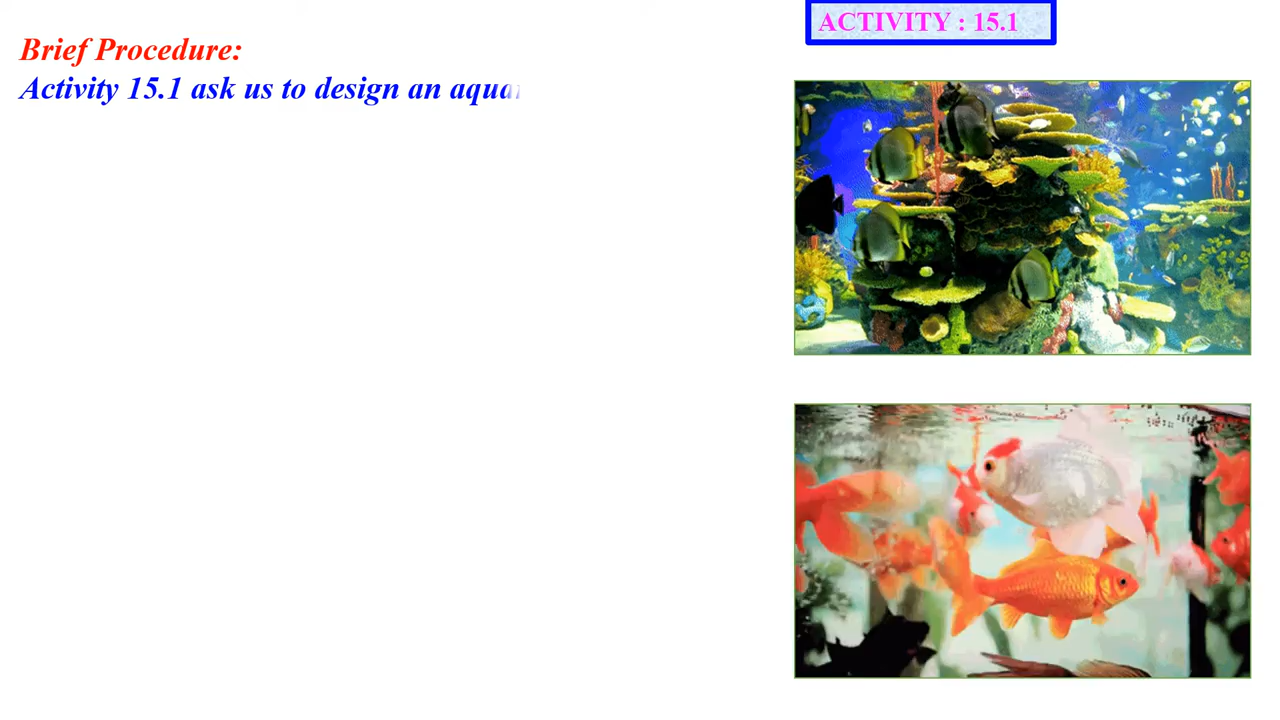 ACTIVITY : 15.1
Brief Procedure:
Activity 15.1 ask us to design an